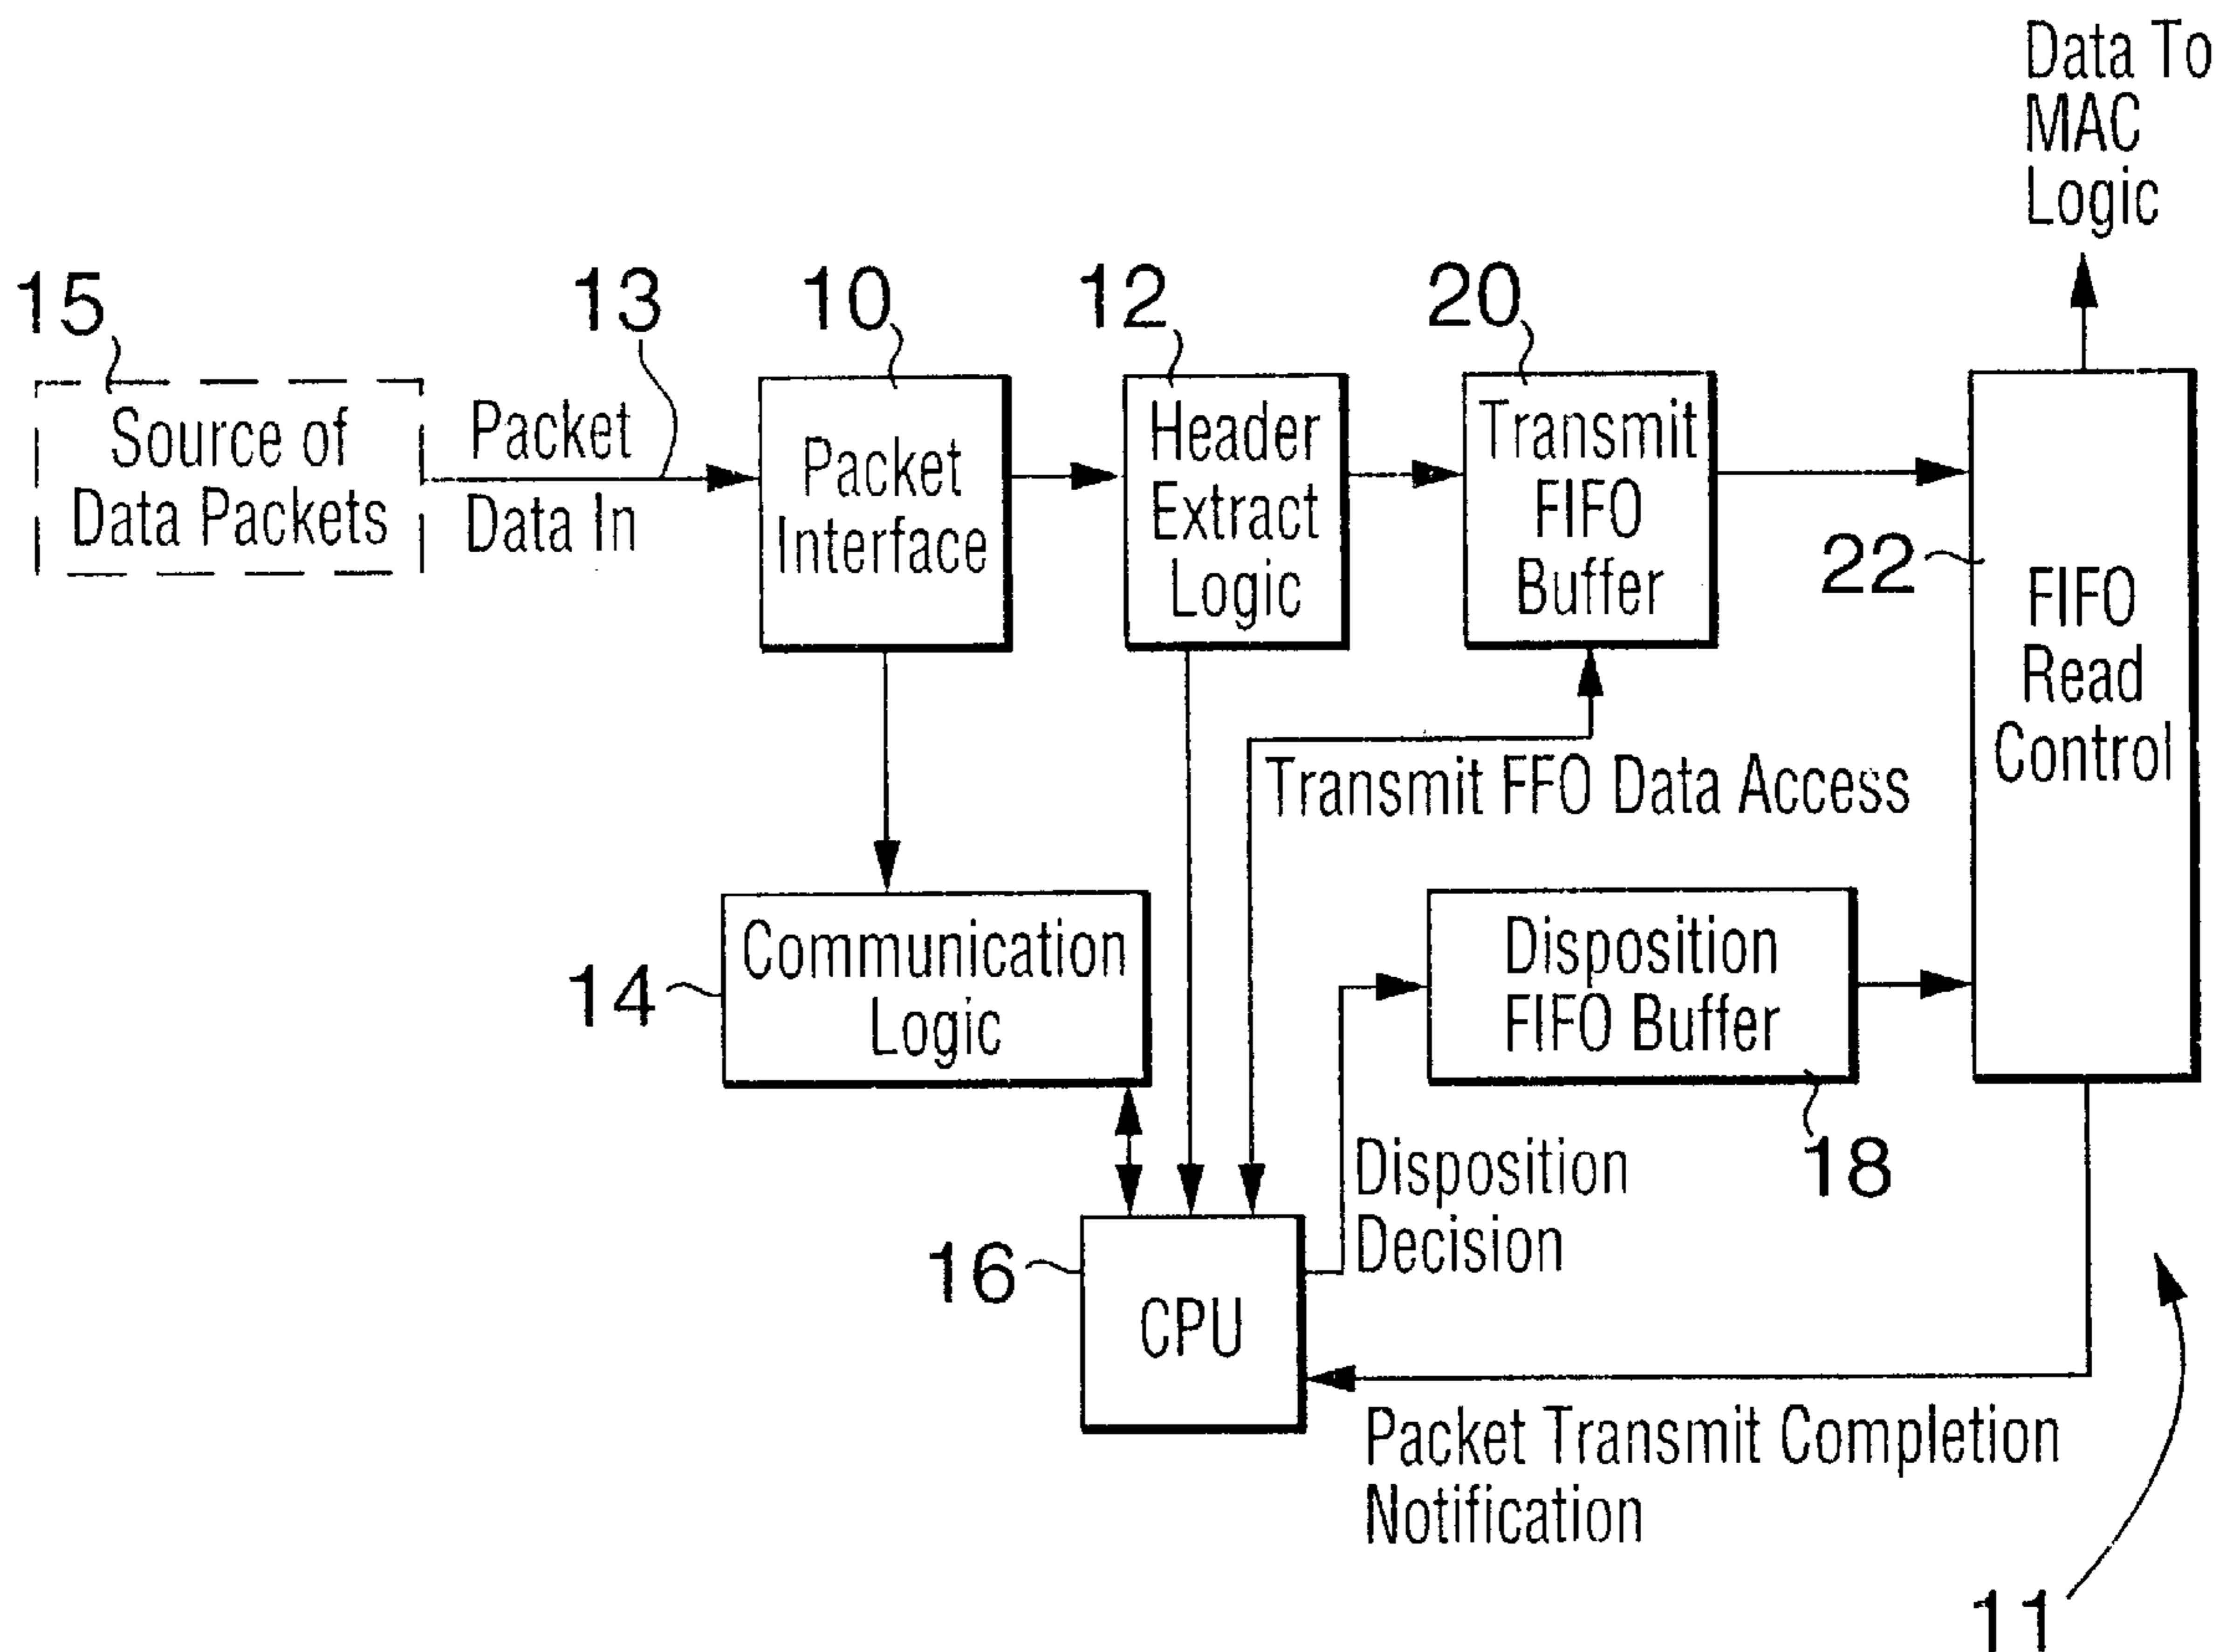 Data To
MAC
Logic
15
13
10
12
20
Source of
Data Packets
Packet
Data In
Packet
Interface
Header
Extract
Logic
Transmit
FIFO
Buffer
22
FIFO
Read
Control
Transmit FFO Data Access
14
Communication
Logic
Disposition
FIFO Buffer
18
Disposition
Decision
16
CPU
Packet Transmit Completion
Notification
11